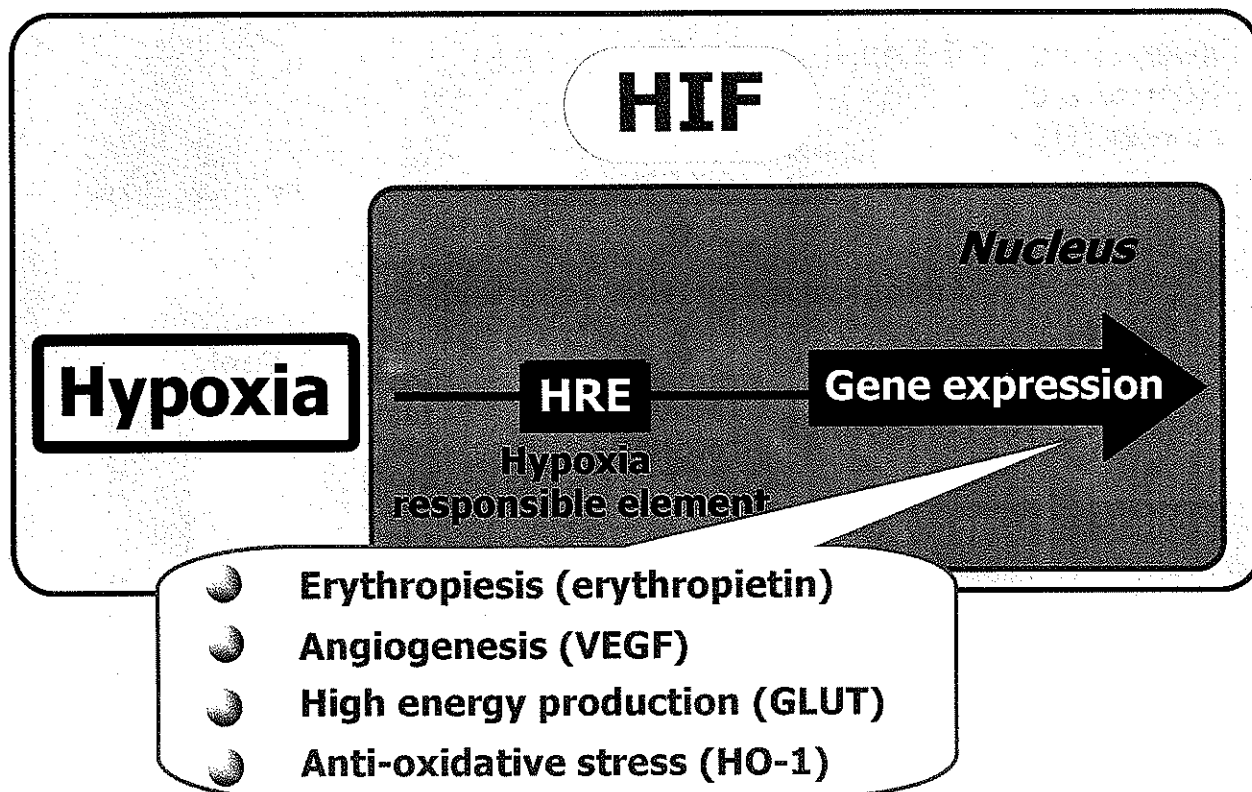 HIF
Nucleus
Hypoxia
HRE
Gene expression
Hypoxia
responsible element
Erythropiesis (erythropietin)
Angiogenesis (VEGF)
High energy production (GLUT)
Anti-oxidative stress (HO-1)